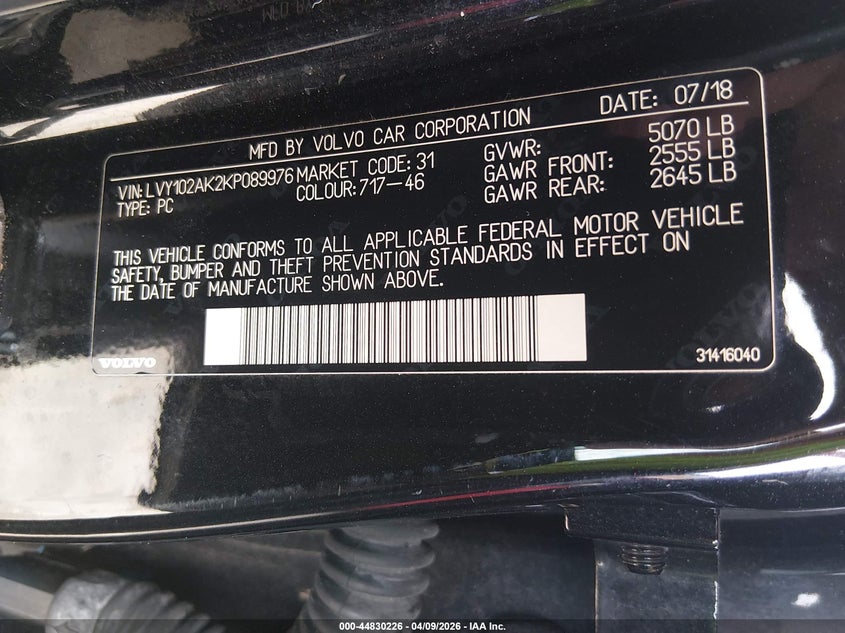 MFD BY VOLVO CAR CORPORATION DATE: 07/18
VIN: LVY102AK2KP089976 MARKET CODE: 31 GVWR: 5070 LB
TYPE: PC COLOUR: 717-46 GAWR FRONT: 2555 LB
GAWR REAR: 2645 LB
THIS VEHICLE CONFORMS TO ALL APPLICABLE FEDERAL MOTOR VEHICLE
SAFETY, BUMPER AND THEFT PREVENTION STANDARDS IN EFFECT ON
THE DATE OF MANUFACTURE SHOWN ABOVE.
VOLVO 31416040
000-44830226 - 04/09/2026 - IAA Inc.